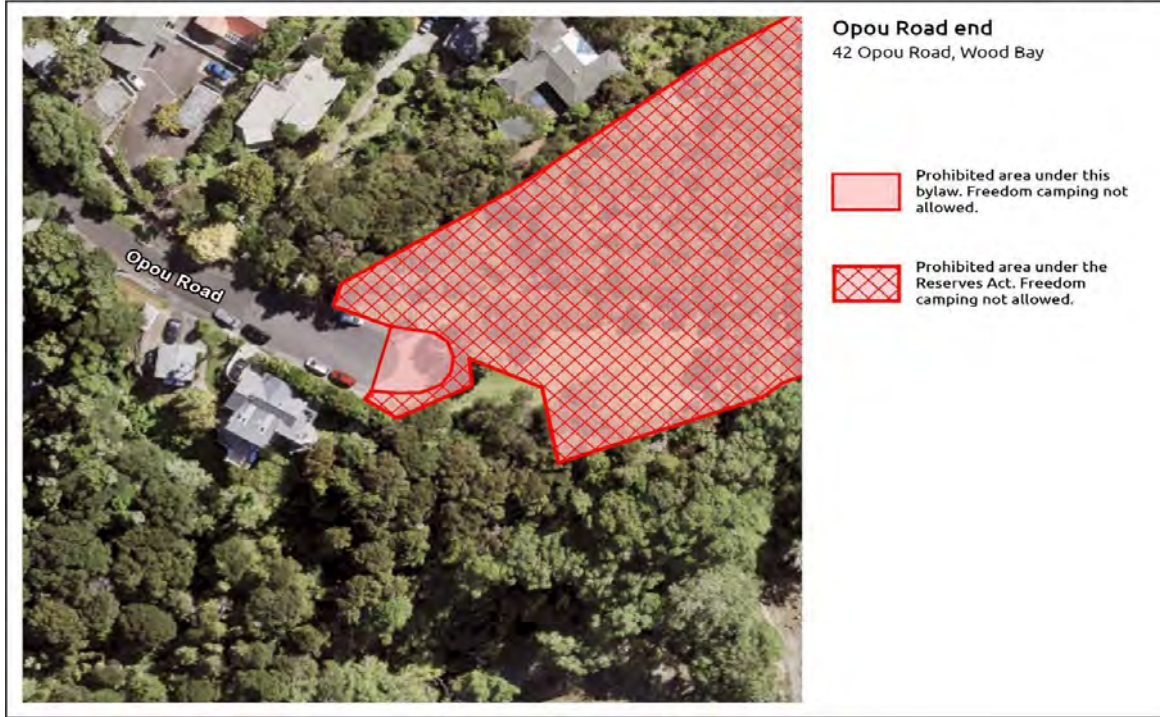 Opou Road end
42 Opou Road, Wood Bay
Opou Road
Prohibited area under this
bylaw. Freedom camping not
allowed.
Prohibited area under the
Reserves Act. Freedom
camping not allowed.